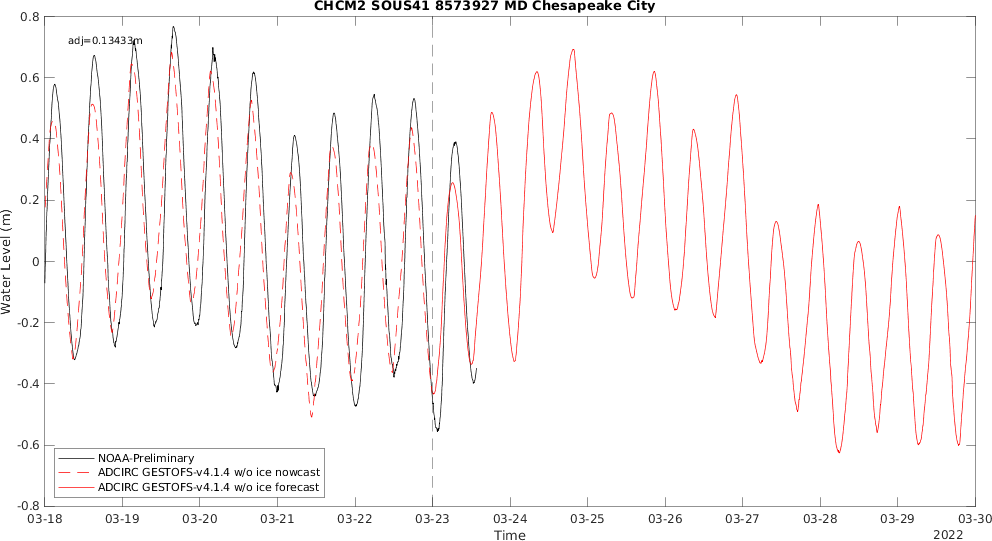 CHCM2 SOUS41 8573927 MD Chesapeake City
adj=0.13433m
0.8
0.6
0.4
0.2
0
-0.2
-0.4
-0.6
-0.8
Water Level (m)
NOAA-Preliminary
ADCIRC GESTOFS-v4.1.4 w/o ice nowcast
ADCIRC GESTOFS-v4.1.4 w/o ice forecast
03-18 03-19 03-20 03-21 03-22 03-23 03-24 03-25 03-26 03-27 03-28 03-29 03-30
Time
2022